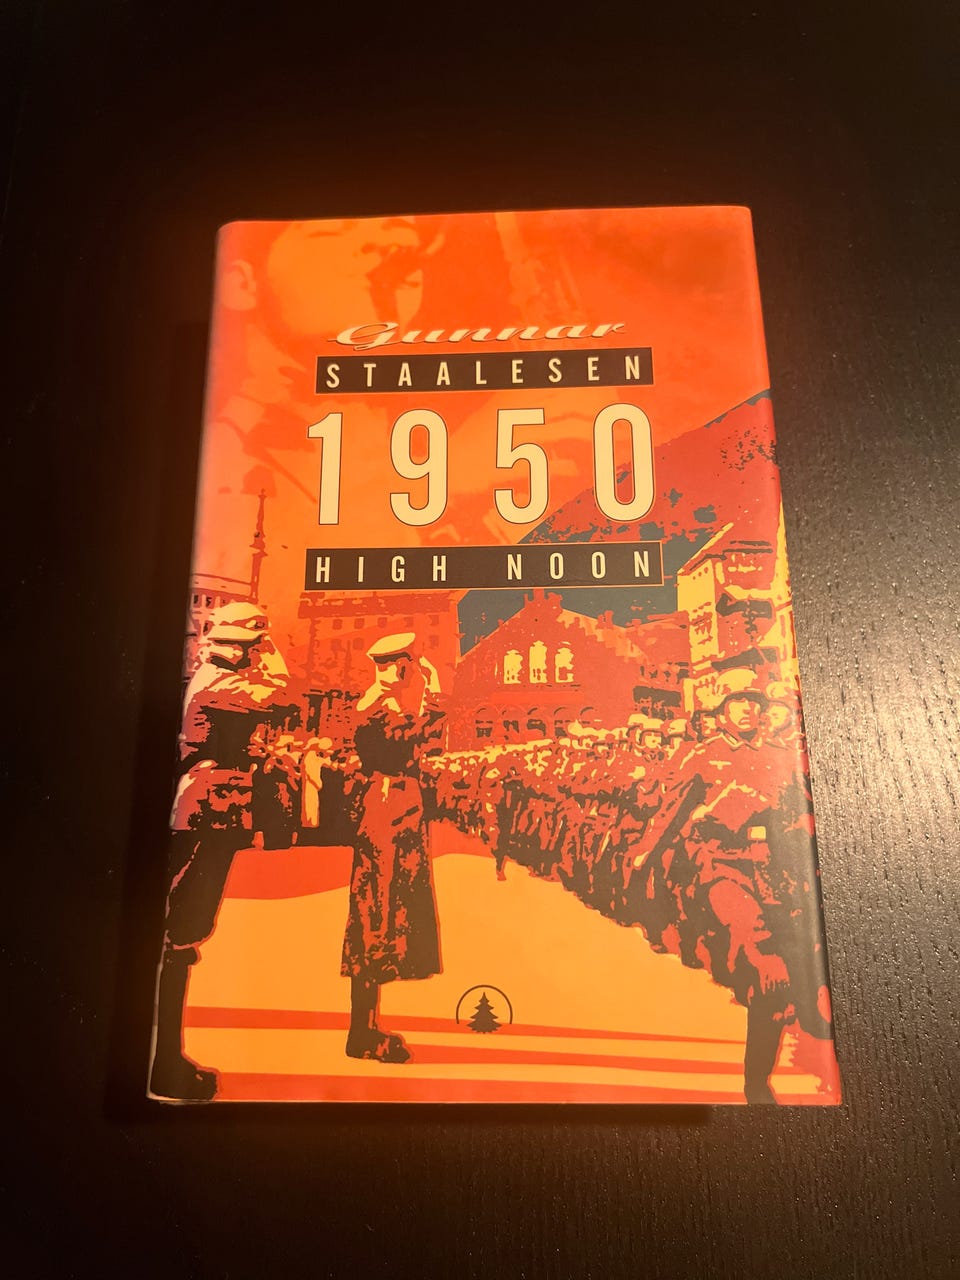 Gunnar
STAALESEN
1950
HIGH NOON